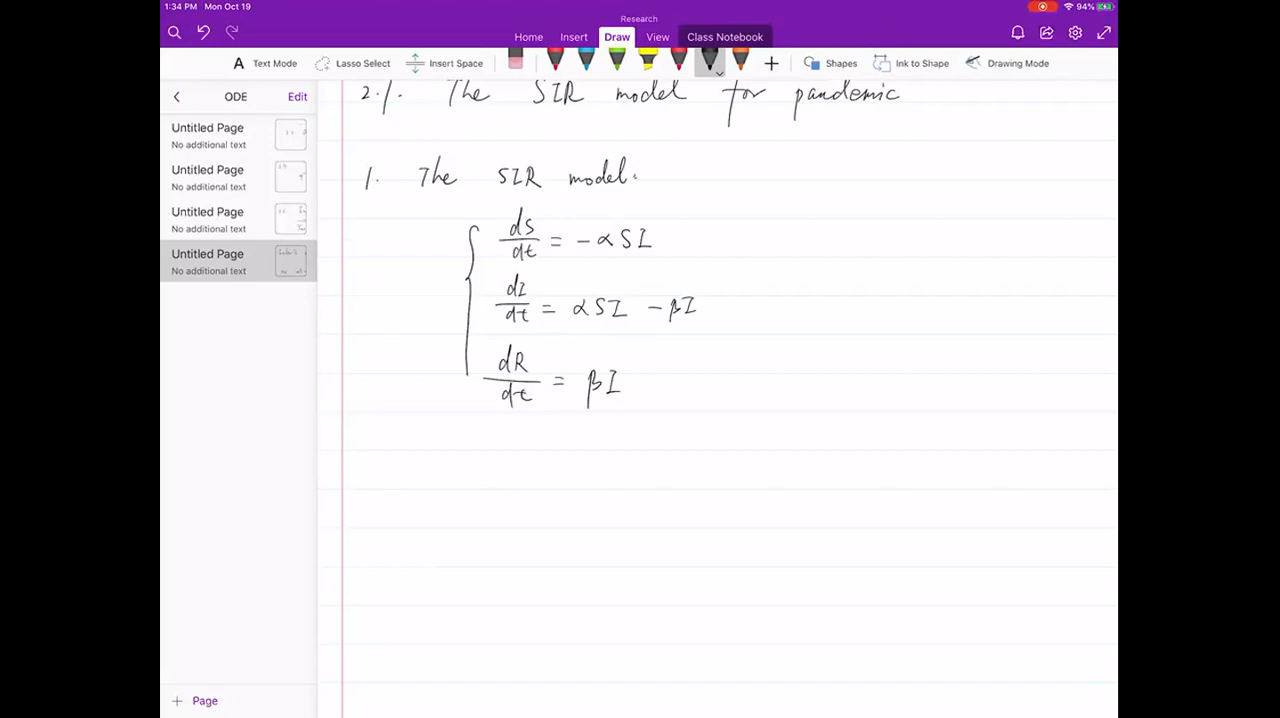 1:34 PM Mon Oct 19
94%
Research
Home Insert Draw View Class Notebook
A Text Mode Lasso Select Insert Space + Shapes Ink to Shape Drawing Mode
ODE Edit
Untitled Page
No additional text
Untitled Page
No additional text
Untitled Page
No additional text
Untitled Page
No additional text
+ Page
2.1. The SIR model for pandemic
1. The SIR model.
dS/dt = -αSI
dI/dt = αSI - βI
dR/dt = βI